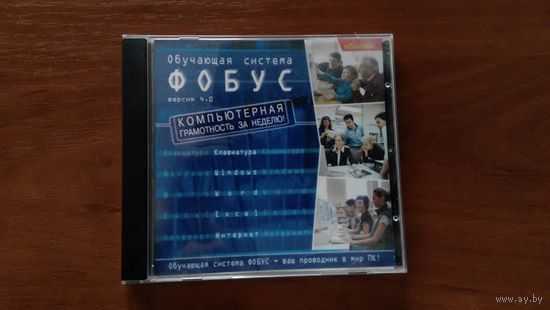 Обучающая система
ФОБУС
версия 4.0
КОМПЬЮТЕРНАЯ
ГРАМОТНОСТЬ ЗА НЕДЕЛЮ!
Клавиатура
Windows
Word
Excel
Интернет
Обучающая система ФОБУС - ваш проводник в мир ПК!
www.ay.by